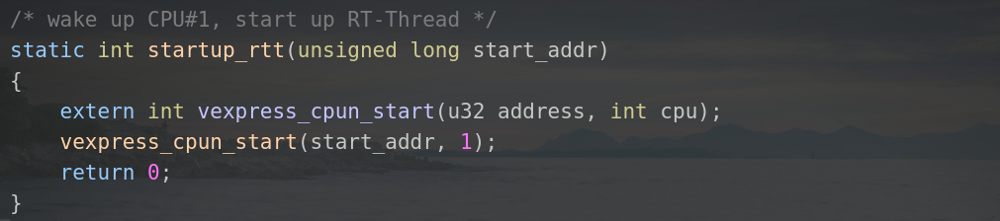 /* wake up CPU#1, start up RT-Thread */
static int startup_rtt(unsigned long start_addr)
{
    extern int vexpress_cpun_start(u32 address, int cpu);
    vexpress_cpun_start(start_addr, 1);
    return 0;
}